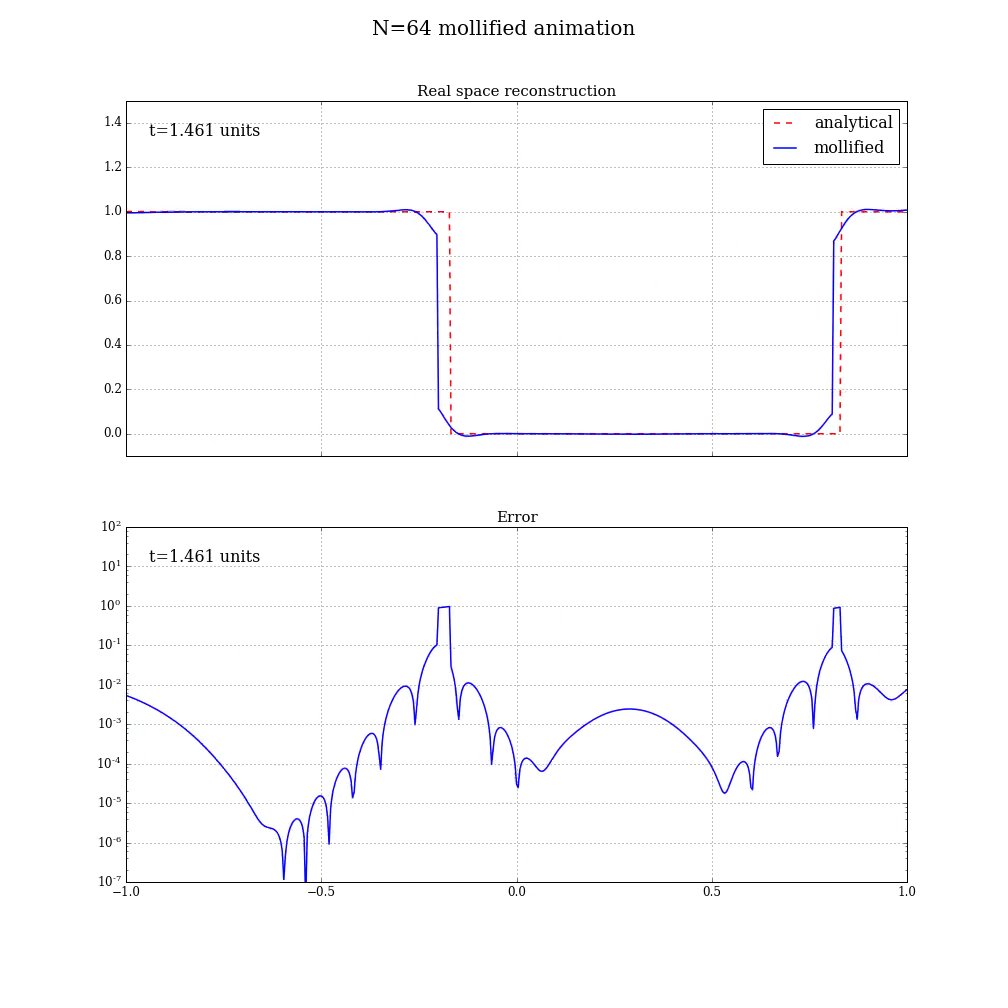 N=64 mollified animation
Real space reconstruction
t=1.461 units
analytical
mollified
1.4
1.2
1.0
0.8
0.6
0.4
0.2
0.0
Error
t=1.461 units
10²
10¹
10⁰
10⁻¹
10⁻²
10⁻³
10⁻⁴
10⁻⁵
10⁻⁶
10⁻⁷
−1.0 −0.5 0.0 0.5 1.0